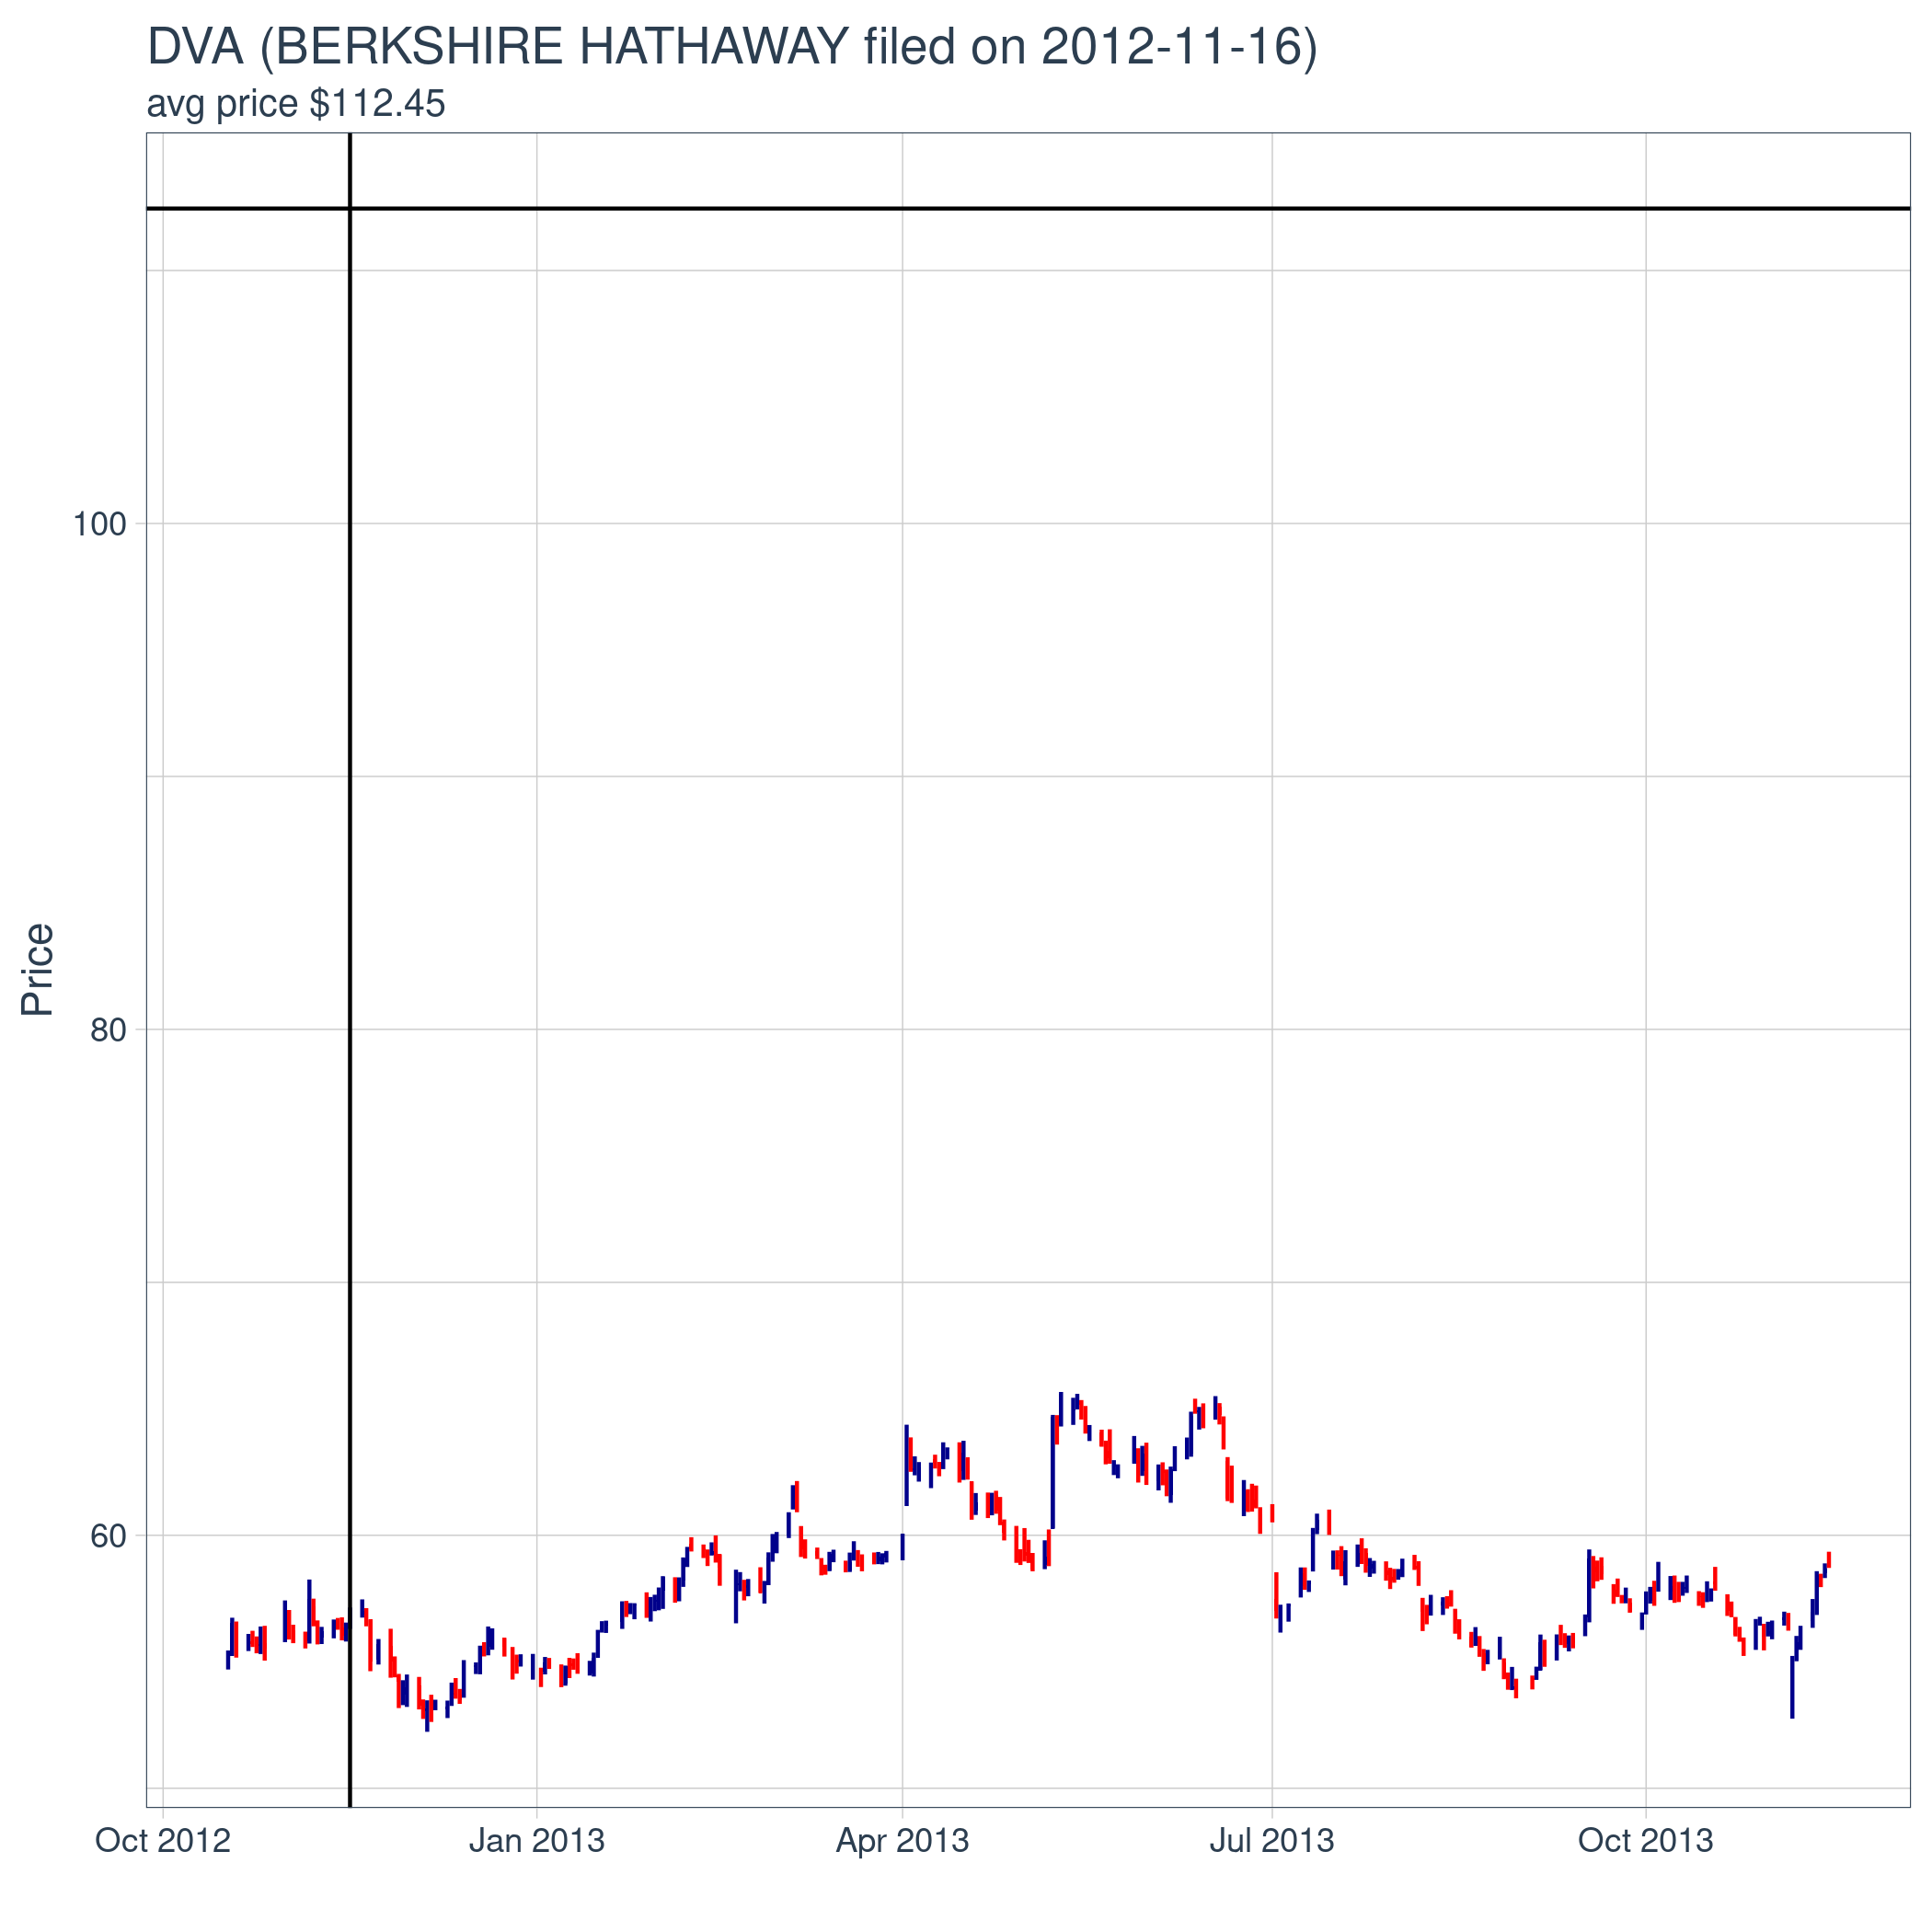 DVA (BERKSHIRE HATHAWAY filed on 2012-11-16)
avg price $112.45
Price
100
80
60
Oct 2012
Jan 2013
Apr 2013
Jul 2013
Oct 2013